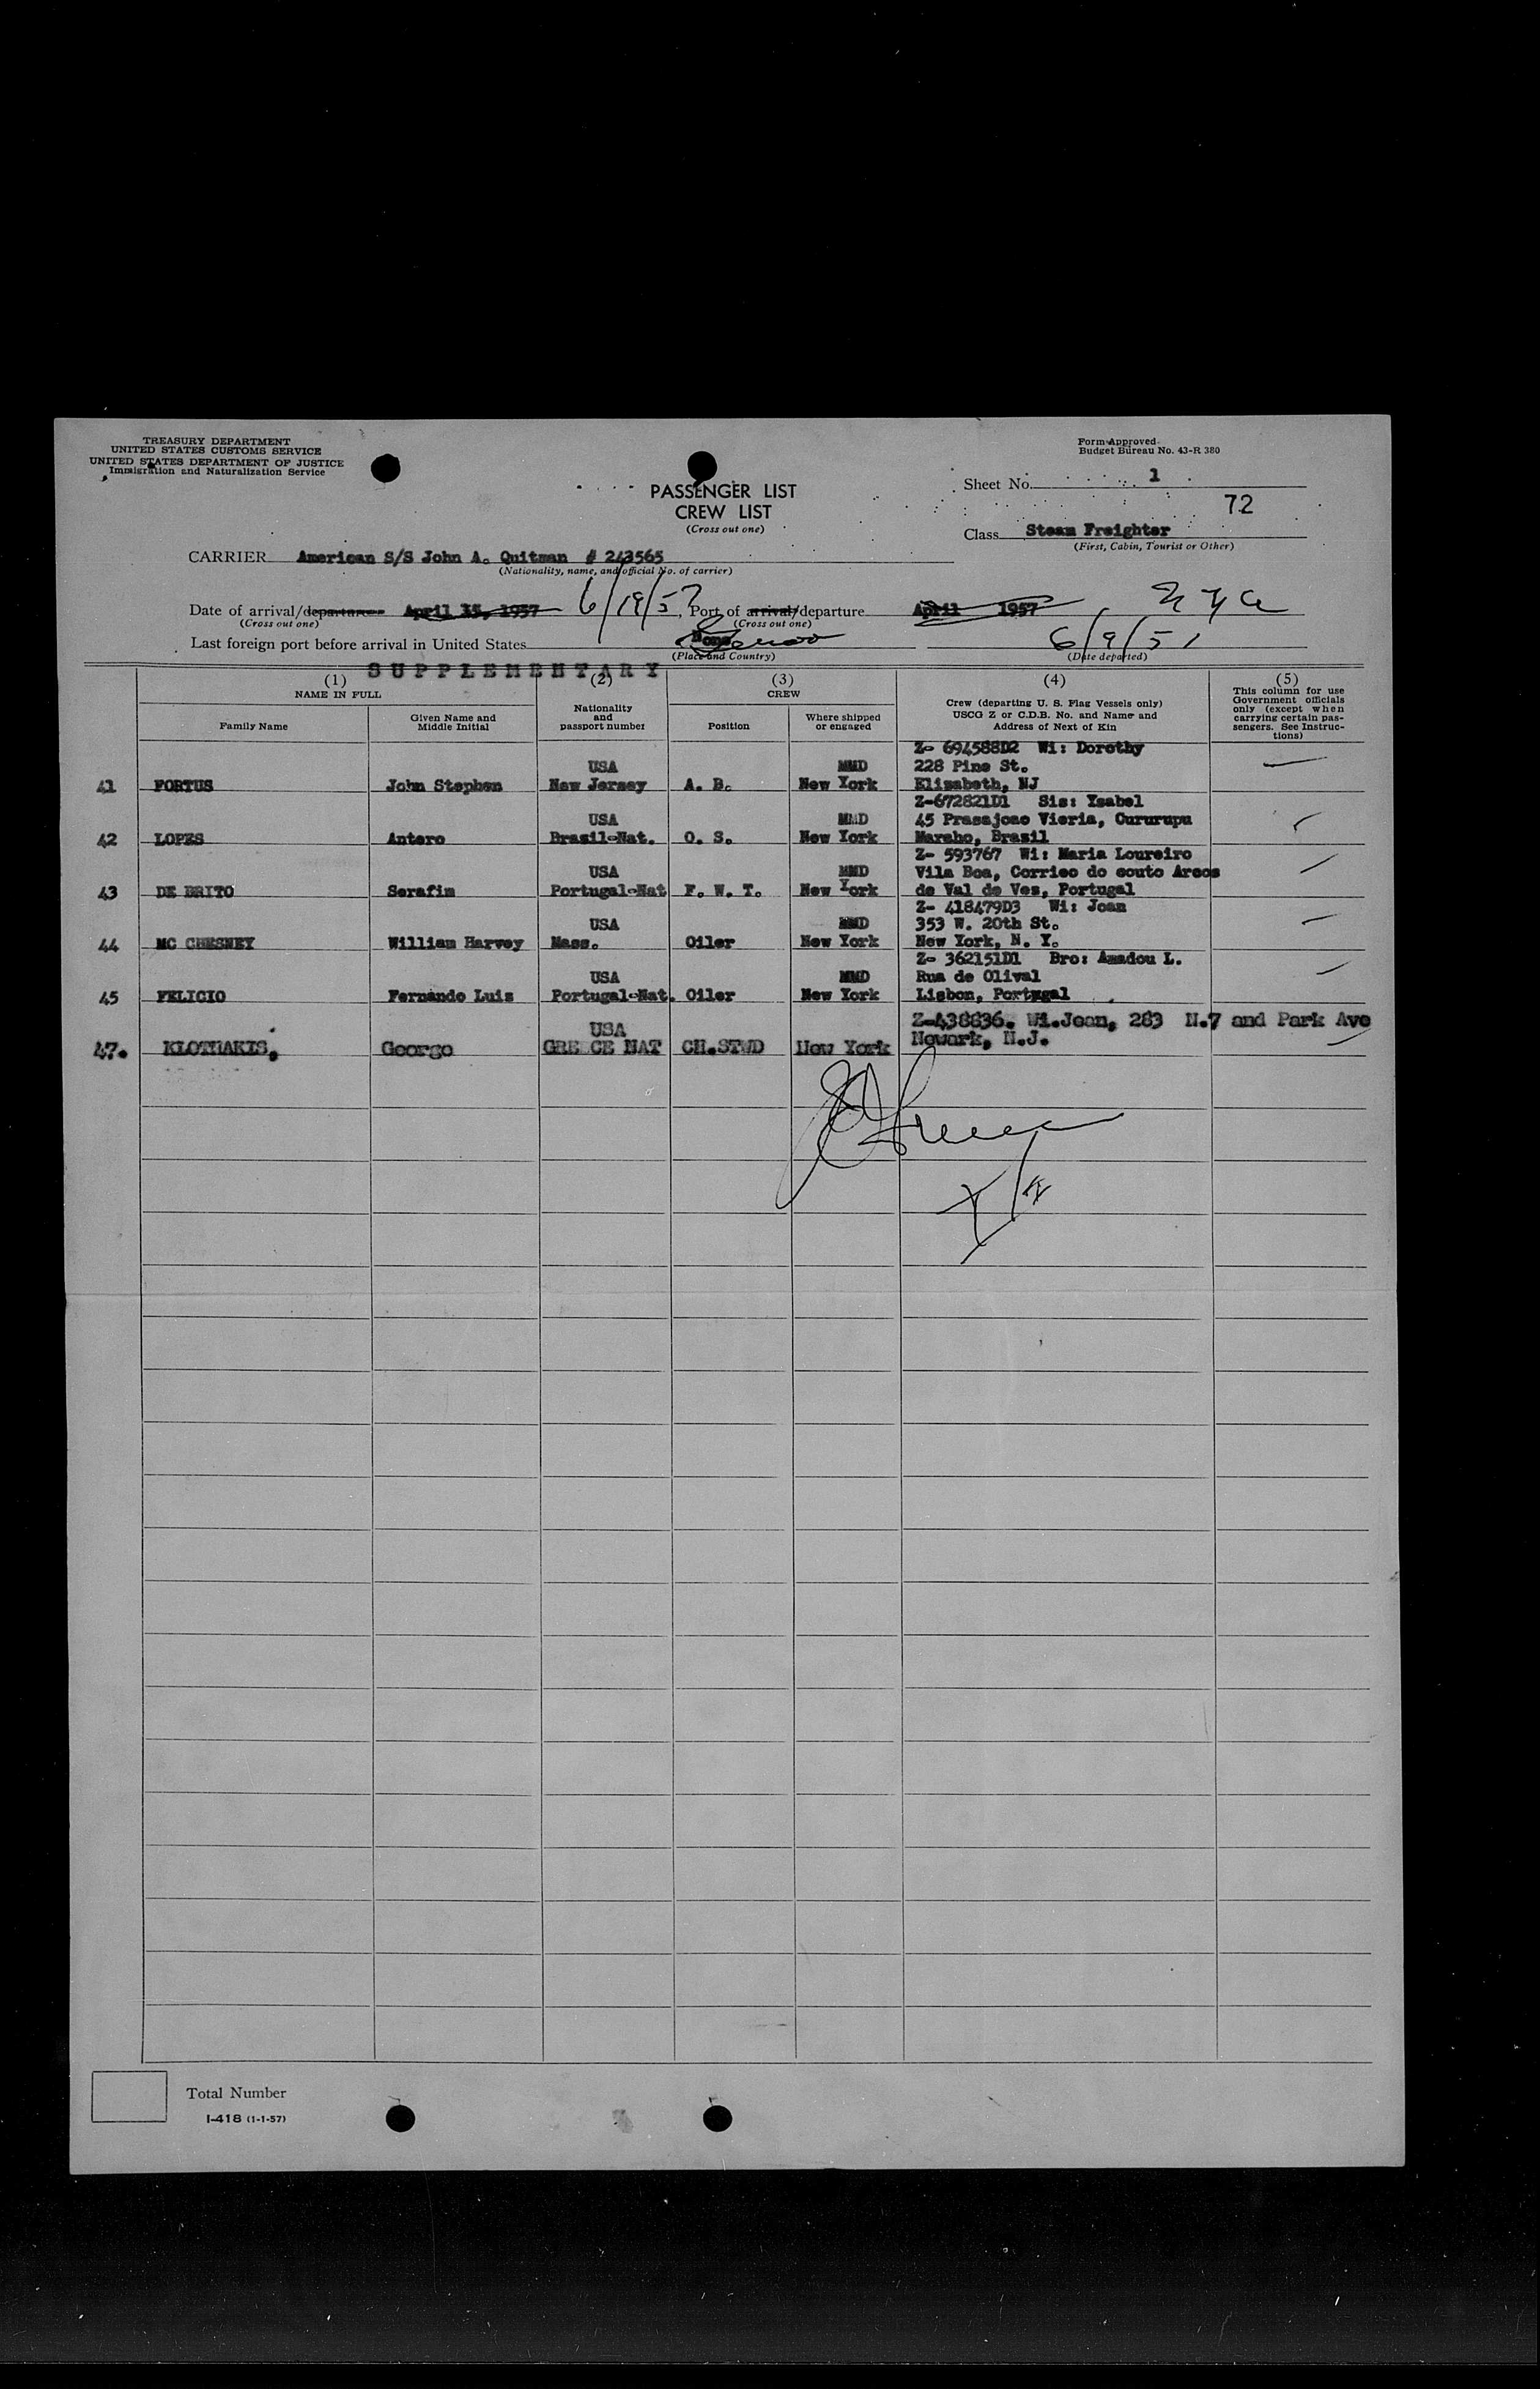 TREASURY DEPARTMENT
UNITED STATES CUSTOMS SERVICE
UNITED STATES DEPARTMENT OF JUSTICE
Immigration and Naturalization Service
Form Approved
Budget Bureau No. 43-R 380
PASSENGER LIST
CREW LIST
(Cross out one)
Sheet No. 1
72
Class Steam Freighter
(First, Cabin, Tourist or Other)
CARRIER American S/S John A. Quitman # 243565
(Nationality, name, and official No. of carrier)
Date of arrival/departure April 15, 1957 6/19/57, Port of arrival/departure April 1957
(Cross out one) (Cross out one)
Last foreign port before arrival in United States None 6/9/57
(Place and Country) (Date departed)
SUPPLEMENTARY
(1) (2) (3) (4) (5)
NAME IN FULL
Family Name
Given Name and Middle Initial
Nationality and passport number
CREW
Position
Where shipped or engaged
Crew (departing U. S. Flag Vessels only)
USCG Z or C.D.B. No. and Name and
Address of Next of Kin
This column for use
Government officials
only (except when
carrying certain pas-
sengers. See Instruc-
tions)
Z- 694588D2 Wi: Dorothy
USA MMD 228 Pine St.
41 FORTUS John Stephen New Jersey A. B. New York Elizabeth, NJ
Z-672821D1 Sis: Ysabel
USA MMD 45 Prasajoao Vieria, Cururupu
42 LOPES Antero Brasil-Nat. O. S. New York Maraho, Brazil
Z- 593767 Wi: Maria Loureiro
USA MMD Vila Boa, Corrieo do souto Arcos
43 DE BRITO Serafim Portugal-Nat F. W. T. New York de Val de Ves, Portugal
Z- 418479D3 Wi: Joan
USA MMD 353 W. 20th St.
44 MC CHESNEY William Harvey Mass. Oiler New York New York, N. Y.
Z- 362151D1 Bro: Amadou L.
USA MMD Rua de Olival
45 FELICIO Fernando Luis Portugal-Nat. Oiler New York Lisbon, Portugal
USA Z-438836. Wi.Jean, 283 N.7 and Park Ave
47. KLOTHAKIS, George GREECE NAT CH.STWD New York Newark, N.J.
Total Number
I-418 (1-1-57)